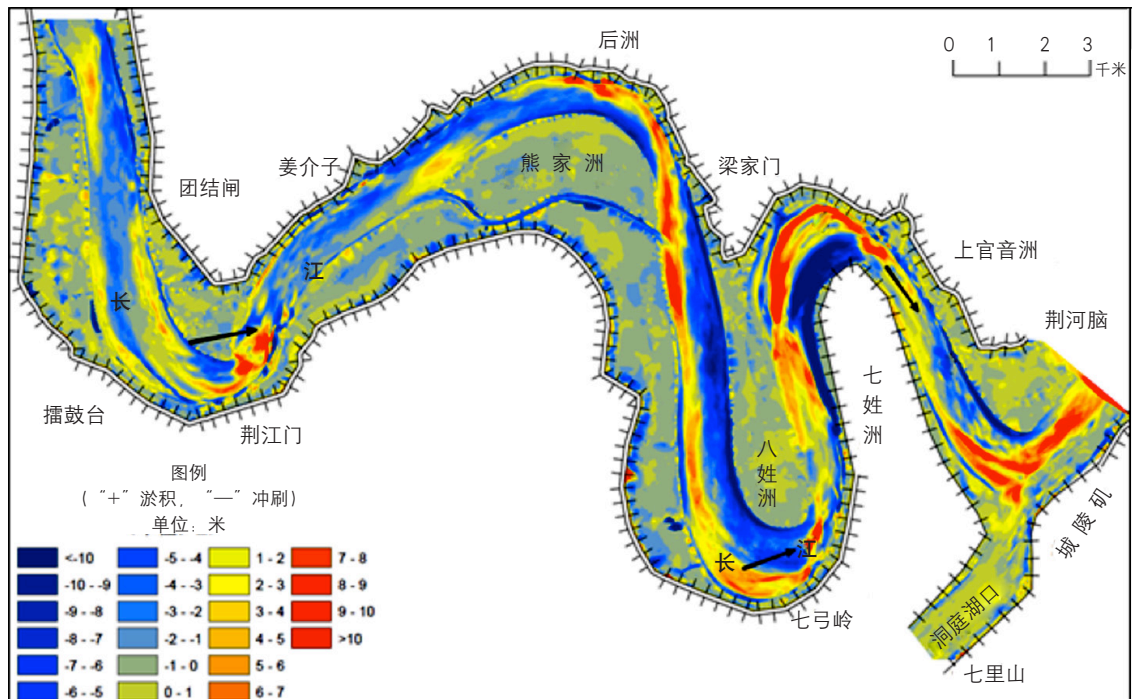 后洲
0 1 2 3
千米
姜介子
熊家洲
梁家门
团结闸
上官音洲
江
长
荆河脑
擂鼓台
荆江门
七姓洲
八姓洲
图例
( “+” 淤积, “—” 冲刷)
单位: 米
长 江
城陵矶
七弓岭
洞庭湖口
七里山
<-10 -5 - -4 1 - 2 7 - 8
-10 - -9 -4 - -3 2 - 3 8 - 9
-9 - -8 -3 - -2 3 - 4 9 - 10
-8 - -7 -2 - -1 4 - 5 >10
-7 - -6 -1 - 0 5 - 6
-6 - -5 0 - 1 6 - 7